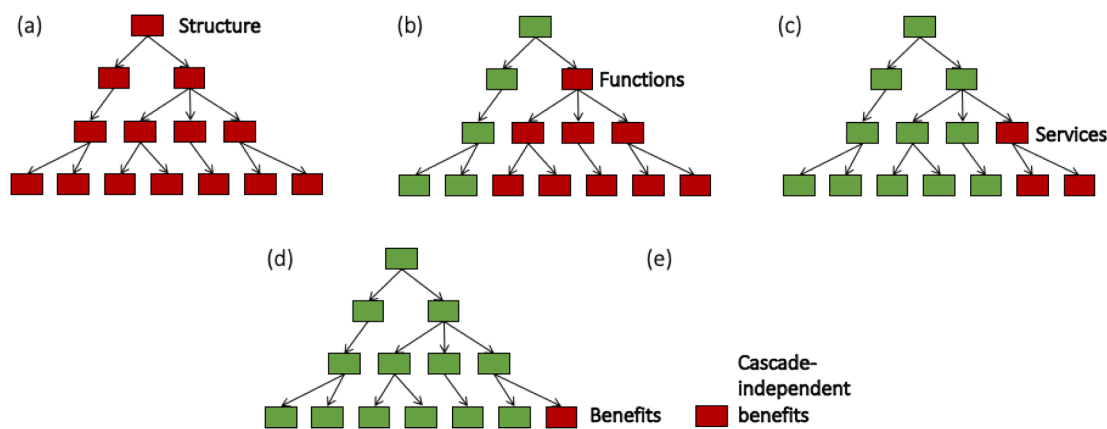 (a)
Structure
(b)
Functions
(c)
Services
(d)
Benefits
(e)
Cascade-
independent
benefits